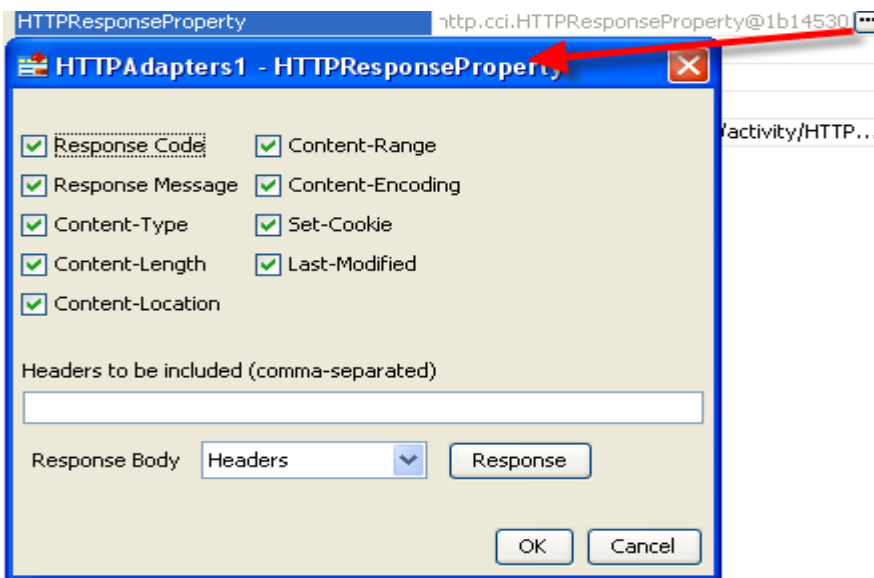 HTTPResponseProperty http.cci.HTTPResponseProperty@1b14530 ...
HTTPAdapters1 - HTTPResponseProperty
/activity/HTTP...
Response Code Content-Range
Response Message Content-Encoding
Content-Type Set-Cookie
Content-Length Last-Modified
Content-Location
Headers to be included (comma-separated)
Response Body Headers Response
OK Cancel